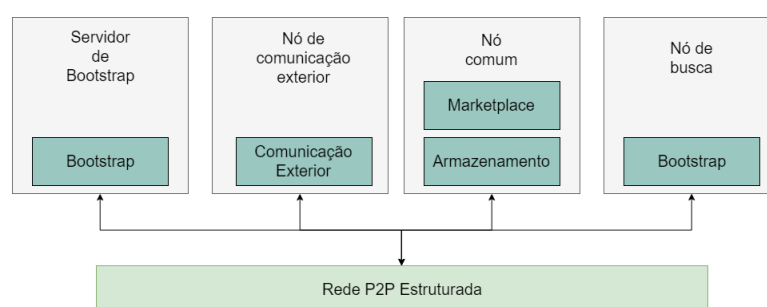 Servidor
de
Bootstrap
Bootstrap
Nó de
comunicação
exterior
Comunicação
Exterior
Nó
comum
Marketplace
Armazenamento
Nó de
busca
Bootstrap
Rede P2P Estruturada